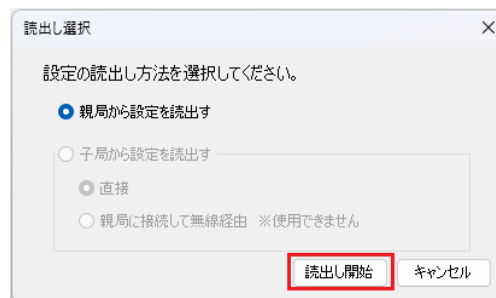 読出し選択
設定の読出し方法を選択してください。
親局から設定を読出す
子局から設定を読出す
直接
親局に接続して無線経由 ※使用できません
読出し開始 キャンセル